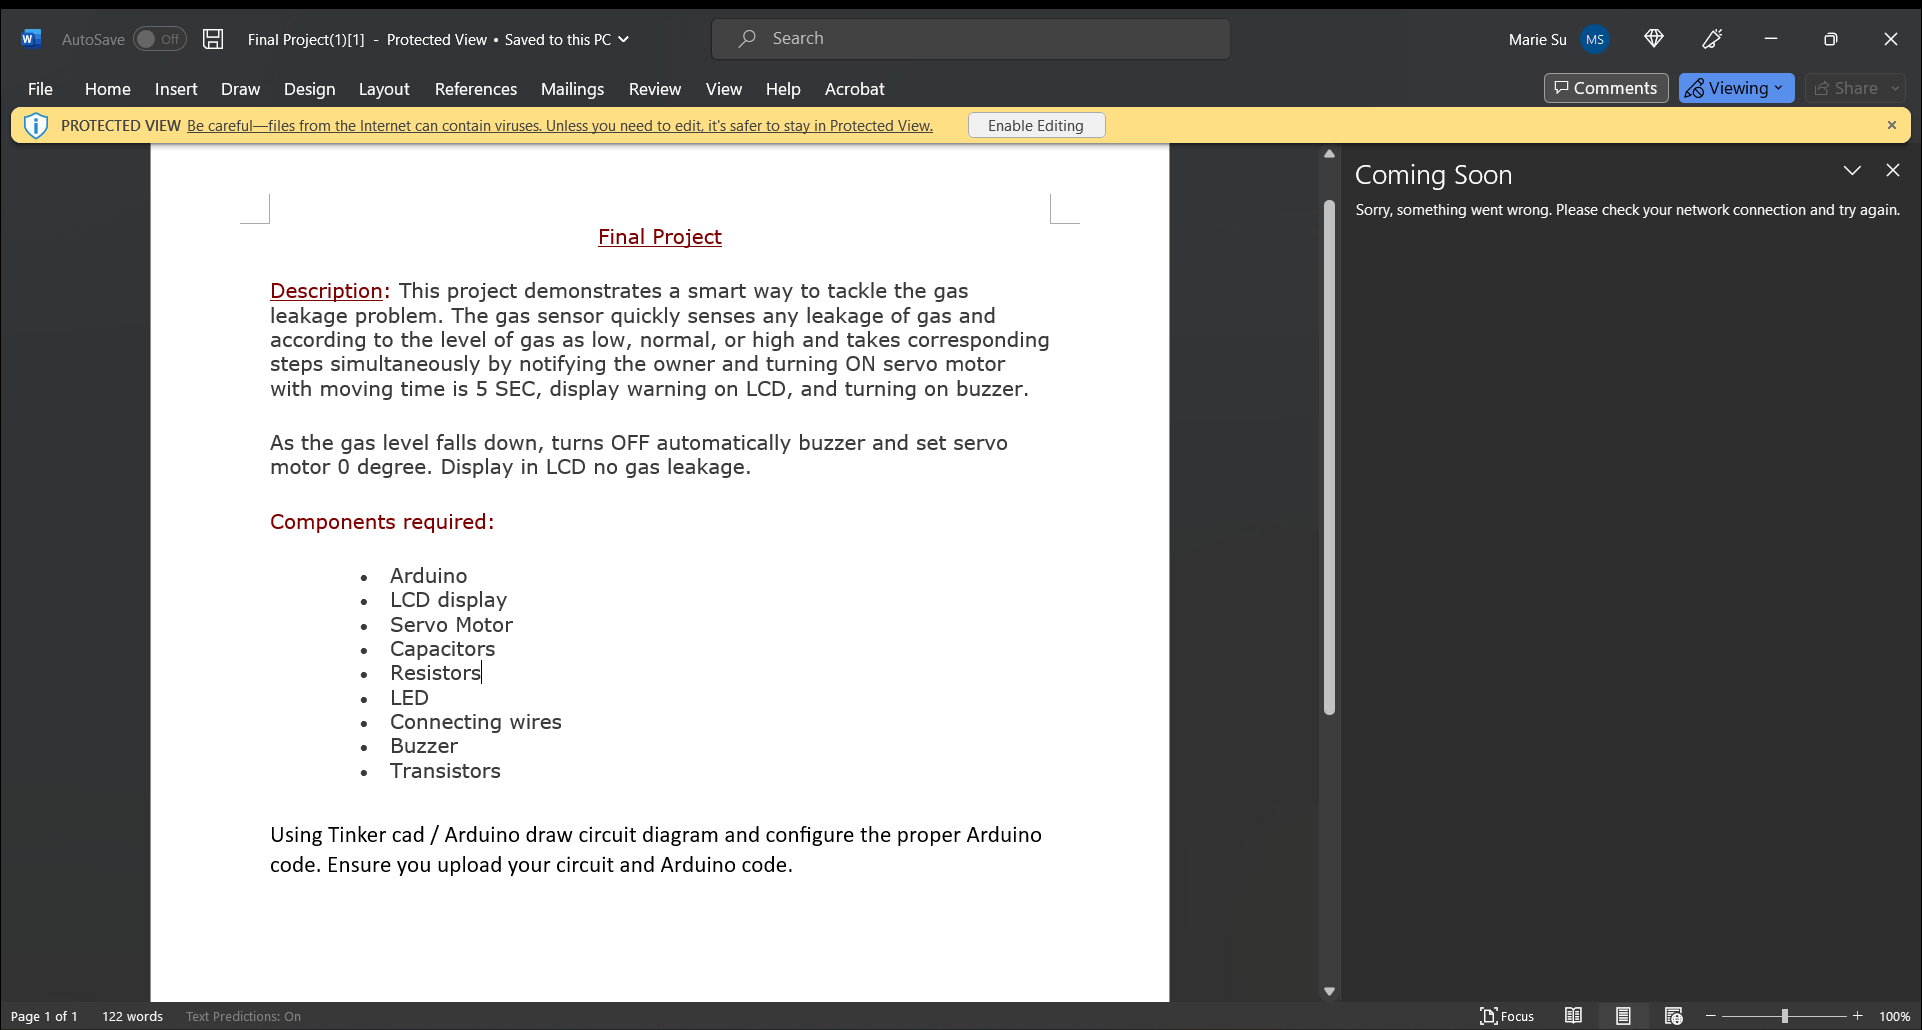 AutoSave Off Final Project(1)[1] - Protected View • Saved to this PC Search Marie Su MS
File Home Insert Draw Design Layout References Mailings Review View Help Acrobat Comments Viewing Share
PROTECTED VIEW Be careful—files from the Internet can contain viruses. Unless you need to edit, it's safer to stay in Protected View. Enable Editing
Final Project
Description: This project demonstrates a smart way to tackle the gas
leakage problem. The gas sensor quickly senses any leakage of gas and
according to the level of gas as low, normal, or high and takes corresponding
steps simultaneously by notifying the owner and turning ON servo motor
with moving time is 5 SEC, display warning on LCD, and turning on buzzer.
As the gas level falls down, turns OFF automatically buzzer and set servo
motor 0 degree. Display in LCD no gas leakage.
Components required:
• Arduino
• LCD display
• Servo Motor
• Capacitors
• Resistors
• LED
• Connecting wires
• Buzzer
• Transistors
Using Tinker cad / Arduino draw circuit diagram and configure the proper Arduino
code. Ensure you upload your circuit and Arduino code.
Coming Soon
Sorry, something went wrong. Please check your network connection and try again.
Page 1 of 1 122 words Text Predictions: On Focus 100%